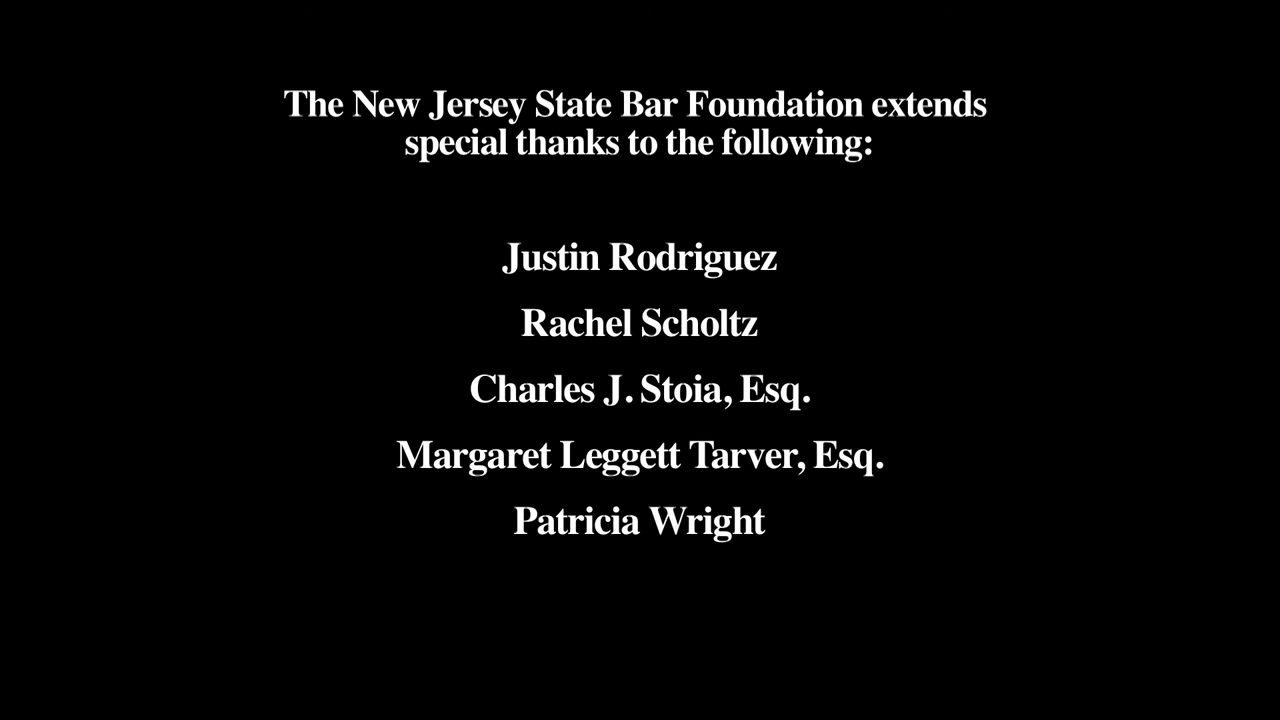 The New Jersey State Bar Foundation extends
special thanks to the following:
Justin Rodriguez
Rachel Scholtz
Charles J. Stoia, Esq.
Margaret Leggett Tarver, Esq.
Patricia Wright